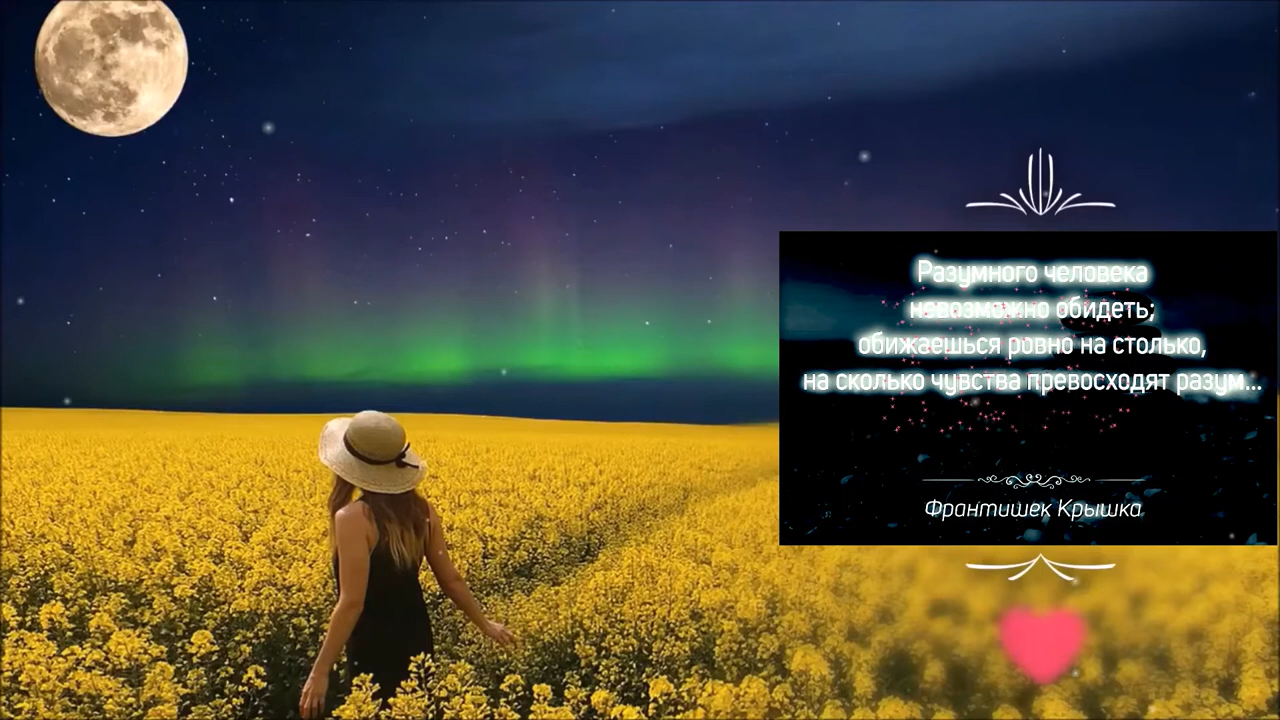 Разумного человека
невозможно обидеть;
обижаешься ровно на столько,
на сколько чувства превосходят разум...
Франтишек Крышка